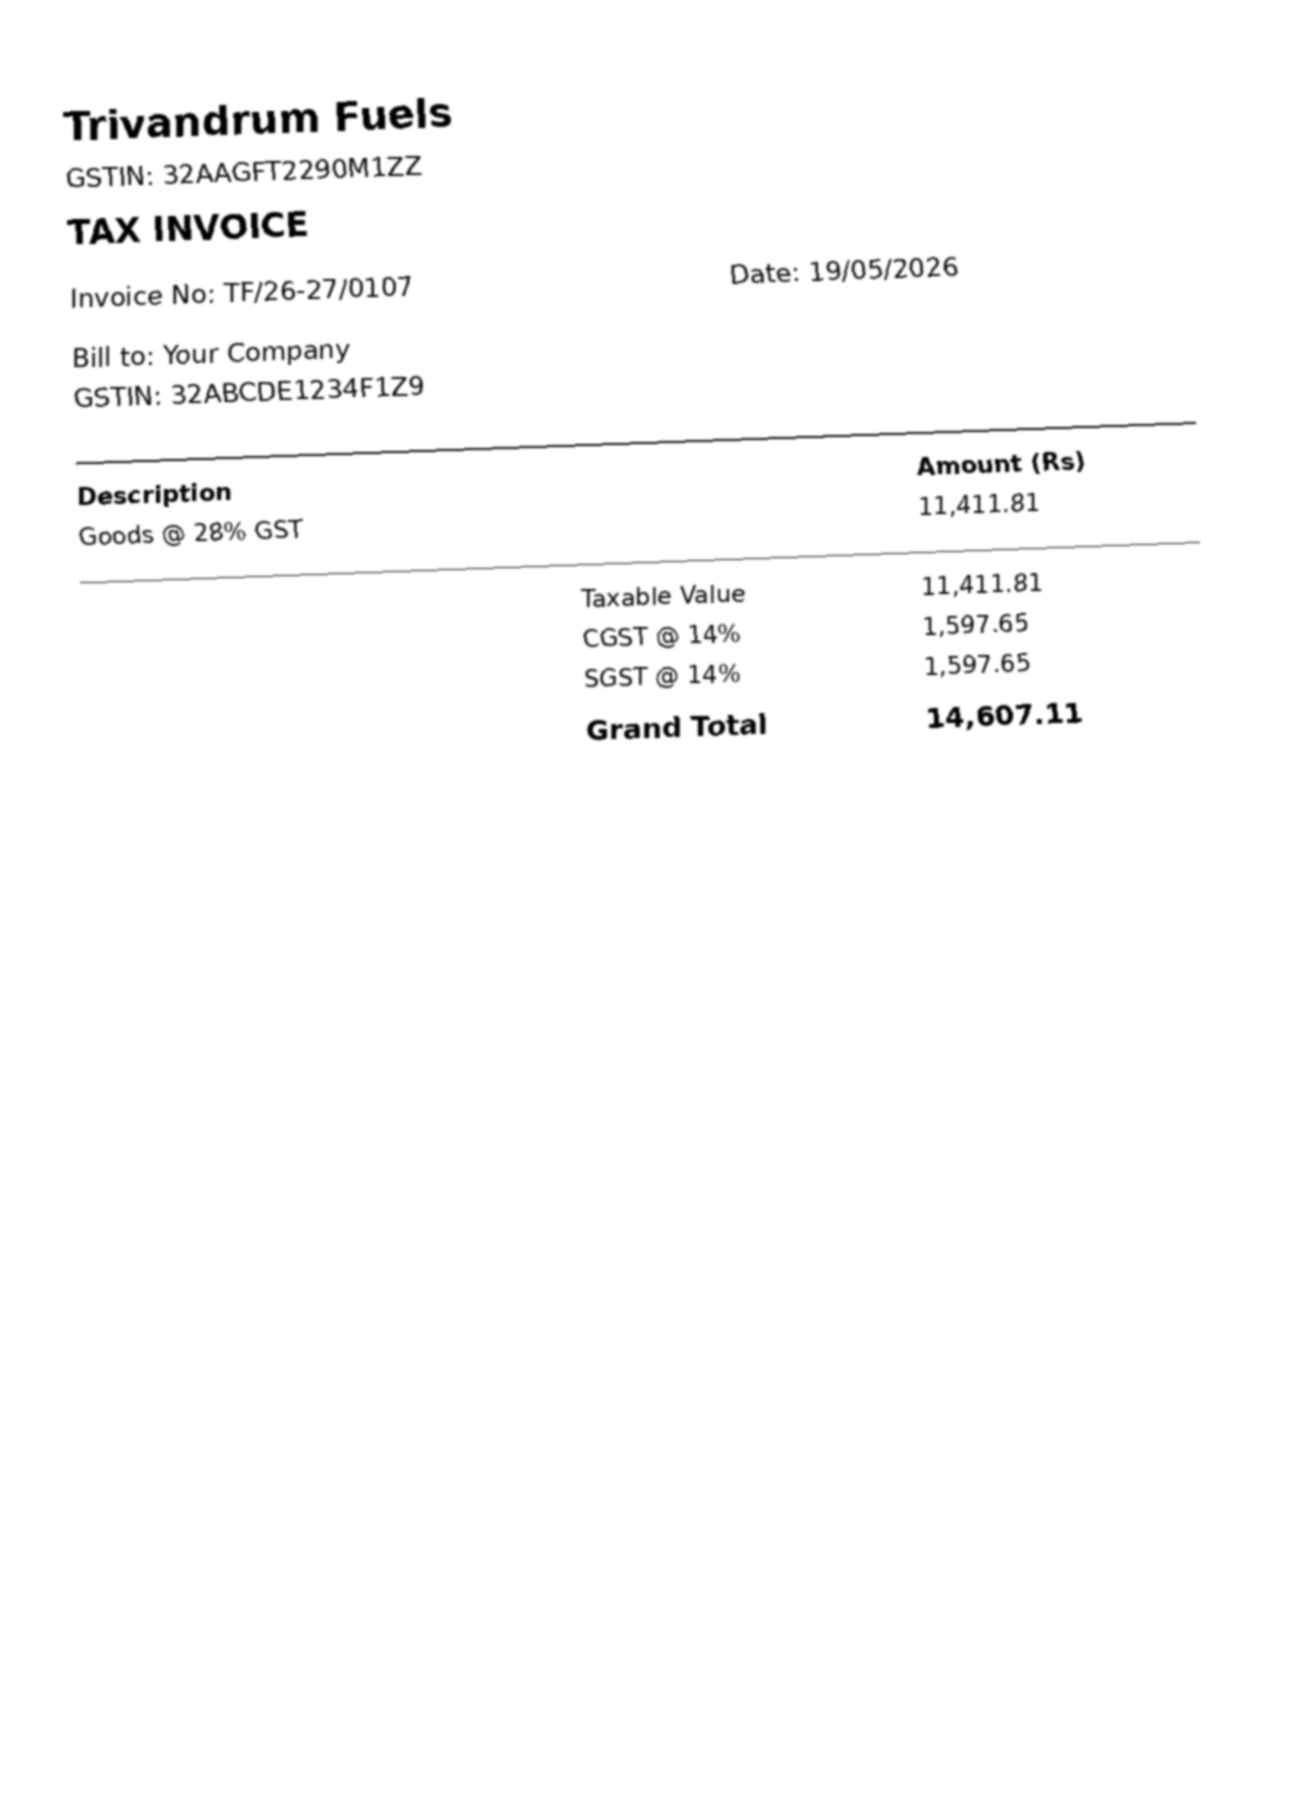 Trivandrum Fuels
GSTIN: 32AAGFT2290M1ZZ
TAX INVOICE
Invoice No: TF/26-27/0107 Date: 19/05/2026
Bill to: Your Company
GSTIN: 32ABCDE1234F1Z9
Description Amount (Rs)
Goods @ 28% GST 11,411.81
Taxable Value 11,411.81
CGST @ 14% 1,597.65
SGST @ 14% 1,597.65
Grand Total 14,607.11